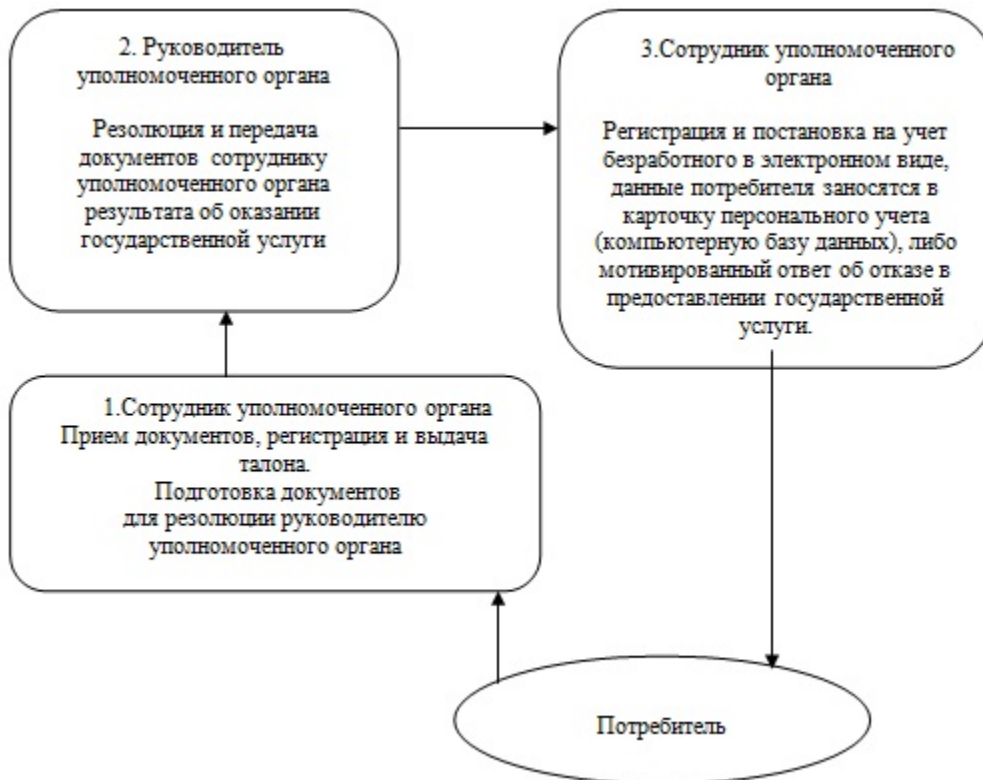 2. Руководитель
уполномоченного органа
Резолюция и передача
документов сотруднику
уполномоченного органа
результата об оказании
государственной услуги
3.Сотрудник уполномоченного
органа
Регистрация и постановка на учет
безработного в электронном виде,
данные потребителя заносятся в
карточку персонального учета
(компьютерную базу данных), либо
мотивированный ответ об отказе в
предоставлении государственной
услуги.
1.Сотрудник уполномоченного органа
Прием документов, регистрация и выдача
талона.
Подготовка документов
для резолюции руководителю
уполномоченного органа
Потребитель